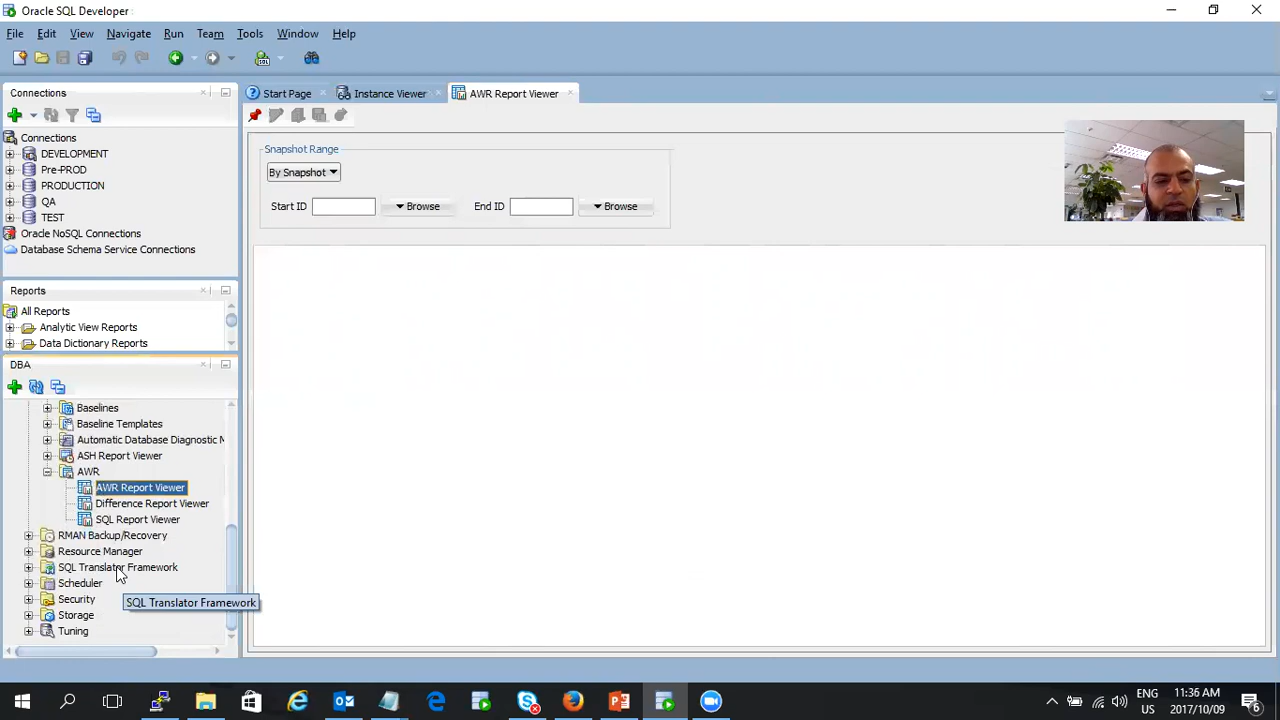 Oracle SQL Developer
File Edit View Navigate Run Team Tools Window Help
Connections
Start Page
Instance Viewer
AWR Report Viewer
Connections
DEVELOPMENT
Pre-PROD
PRODUCTION
QA
TEST
Oracle NoSQL Connections
Database Schema Service Connections
Snapshot Range
By Snapshot
Start ID
Browse
End ID
Browse
Reports
All Reports
Analytic View Reports
Data Dictionary Reports
DBA
Baselines
Baseline Templates
Automatic Database Diagnostic M
ASH Report Viewer
AWR
AWR Report Viewer
Difference Report Viewer
SQL Report Viewer
RMAN Backup/Recovery
Resource Manager
SQL Translator Framework
Scheduler
Security
SQL Translator Framework
Storage
Tuning
ENG
US
11:36 AM
2017/10/09
6